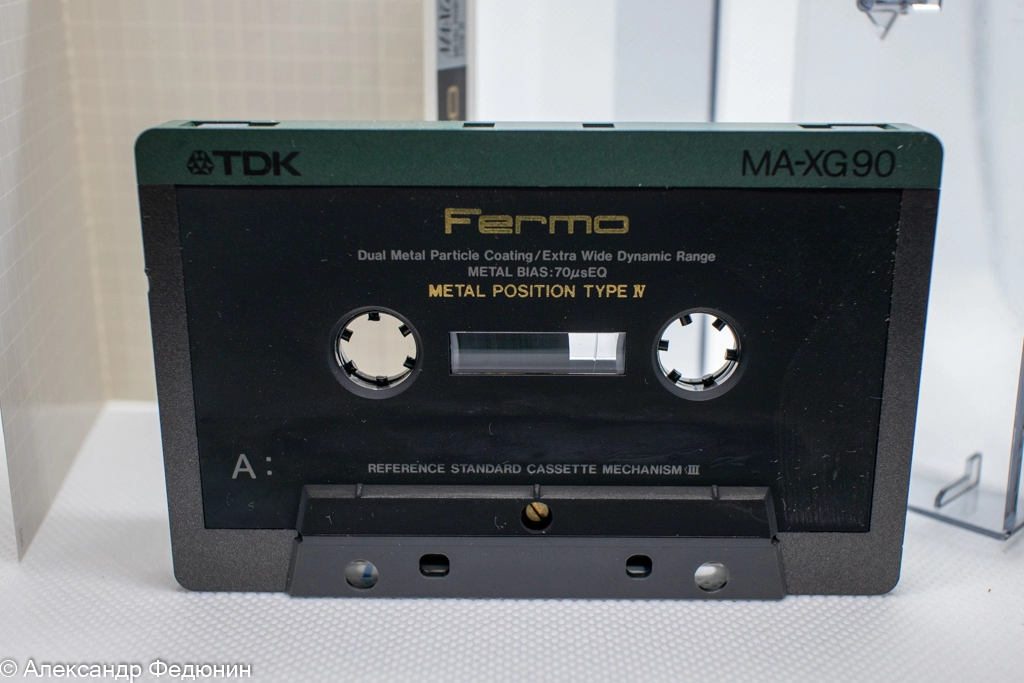 TDK MA-XG90
Fermo
Dual Metal Particle Coating/Extra Wide Dynamic Range
METAL BIAS:70μsEQ
METAL POSITION TYPE IV
A:
REFERENCE STANDARD CASSETTE MECHANISM III
© Александр Федюнин